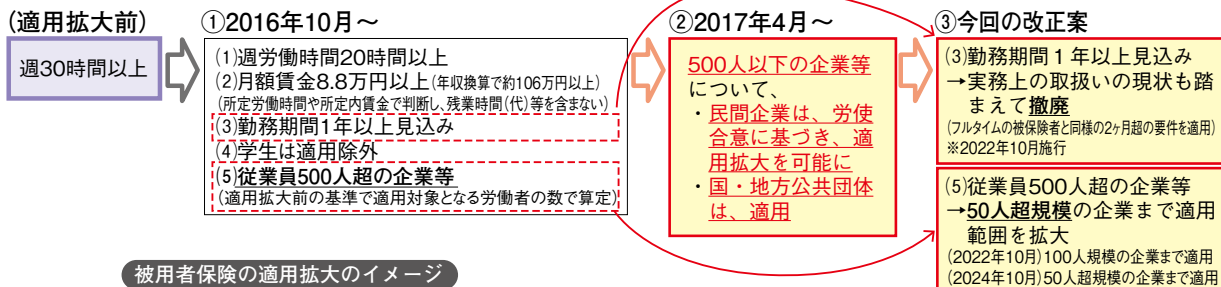 (適用拡大前)
週30時間以上
①2016年10月～
(1)週労働時間20時間以上
(2)月額賃金8.8万円以上(年収換算で約106万円以上)
(所定労働時間や所定内賃金で判断し、残業時間(代)等を含まない)
(3)勤務期間1年以上見込み
(4)学生は適用除外
(5)従業員500人超の企業等
(適用拡大前の基準で適用対象となる労働者の数で算定)
②2017年4月～
500人以下の企業等
について、
・民間企業は、労使
合意に基づき、適
用拡大を可能に
・国・地方公共団体
は、適用
③今回の改正案
(3)勤務期間１年以上見込み
→実務上の取扱いの現状も踏
まえて撤廃
(フルタイムの被保険者と同様の2ヶ月超の要件を適用)
※2022年10月施行
(5)従業員500人超の企業等
→50人超規模の企業まで適用
範囲を拡大
(2022年10月)100人規模の企業まで適用
(2024年10月)50人超規模の企業まで適用
被用者保険の適用拡大のイメージ